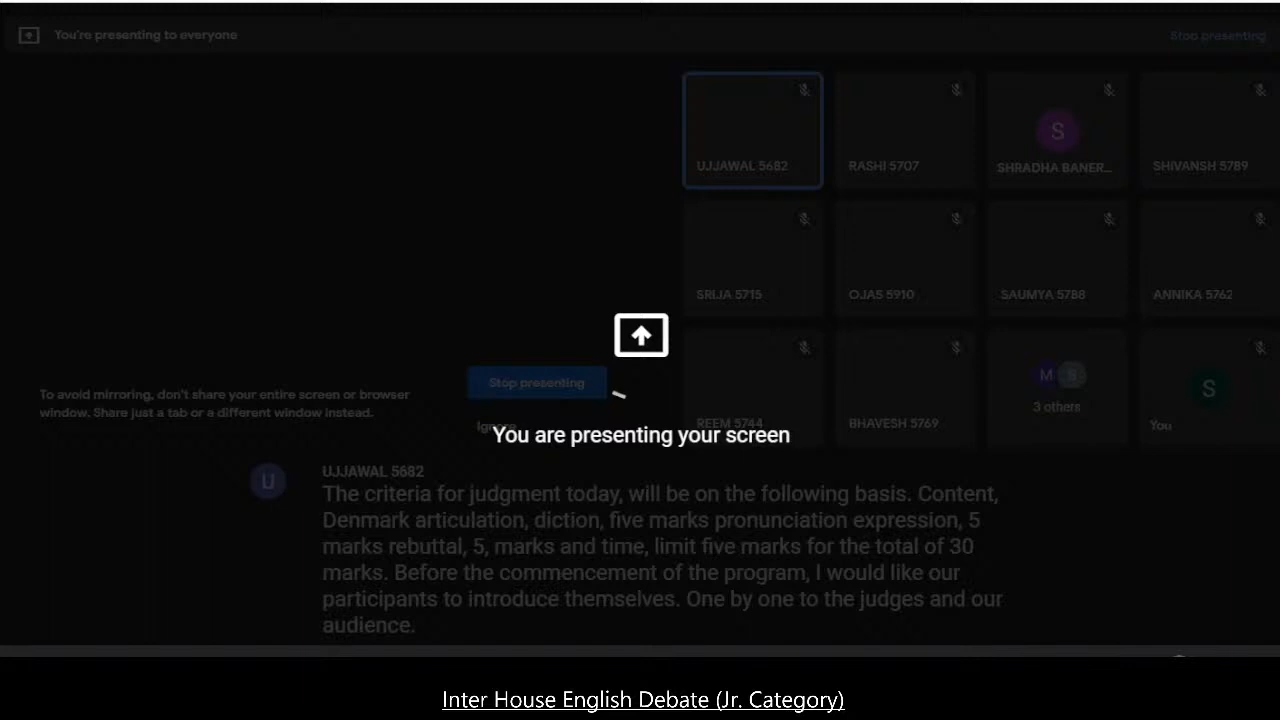 You're presenting to everyone
Stop presenting
UJJAWAL 5682
RASHI 5707
S
SHRADHA BANER...
SHIVANSH 5789
SRIJA 5715
OJAS 5910
SAUMYA 5788
ANNIKA 5762
To avoid mirroring, don't share your entire screen or browser
window. Share just a tab or a different window instead.
Stop presenting
Ignore
REEM 5744
BHAVESH 5769
M
3 others
S
You
You are presenting your screen
U
UJJAWAL 5682
The criteria for judgment today, will be on the following basis. Content,
Denmark articulation, diction, five marks pronunciation expression, 5
marks rebuttal, 5, marks and time, limit five marks for the total of 30
marks. Before the commencement of the program, I would like our
participants to introduce themselves. One by one to the judges and our
audience.
Inter House English Debate (Jr. Category)